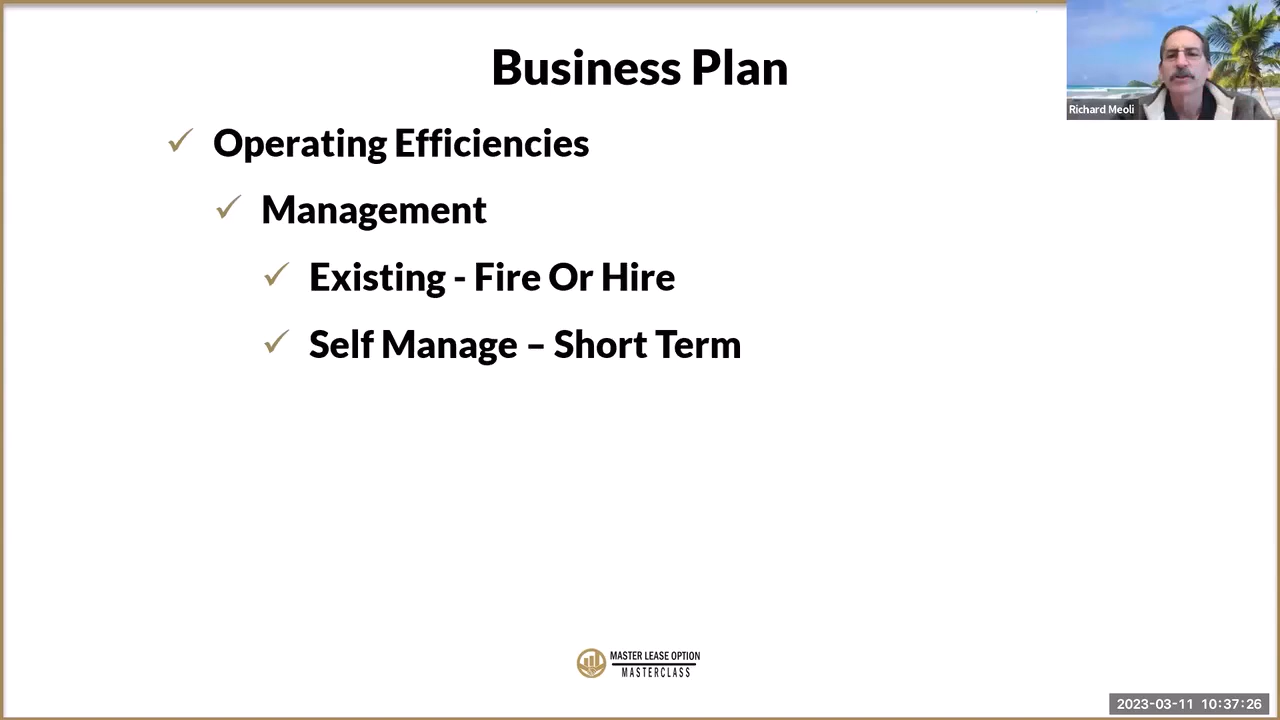 Business Plan
Richard Meoli
Operating Efficiencies
Management
Existing - Fire Or Hire
Self Manage – Short Term
MASTER LEASE OPTION
MASTERCLASS
2023-03-11 10:37:26